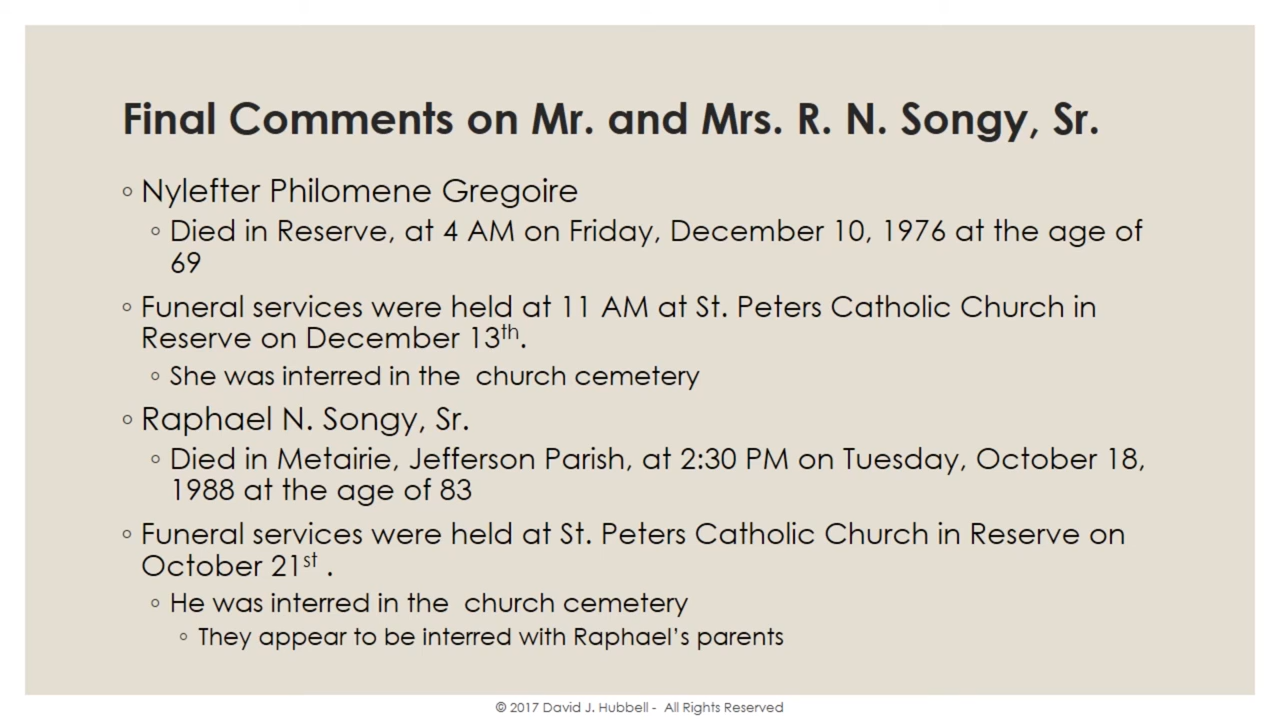 Final Comments on Mr. and Mrs. R. N. Songy, Sr.
◦ Nylefter Philomene Gregoire
◦ Died in Reserve, at 4 AM on Friday, December 10, 1976 at the age of
69
◦ Funeral services were held at 11 AM at St. Peters Catholic Church in
Reserve on December 13th.
◦ She was interred in the  church cemetery
◦ Raphael N. Songy, Sr.
◦ Died in Metairie, Jefferson Parish, at 2:30 PM on Tuesday, October 18,
1988 at the age of 83
◦ Funeral services were held at St. Peters Catholic Church in Reserve on
October 21st .
◦ He was interred in the  church cemetery
◦ They appear to be interred with Raphael’s parents
© 2017 David J. Hubbell -  All Rights Reserved